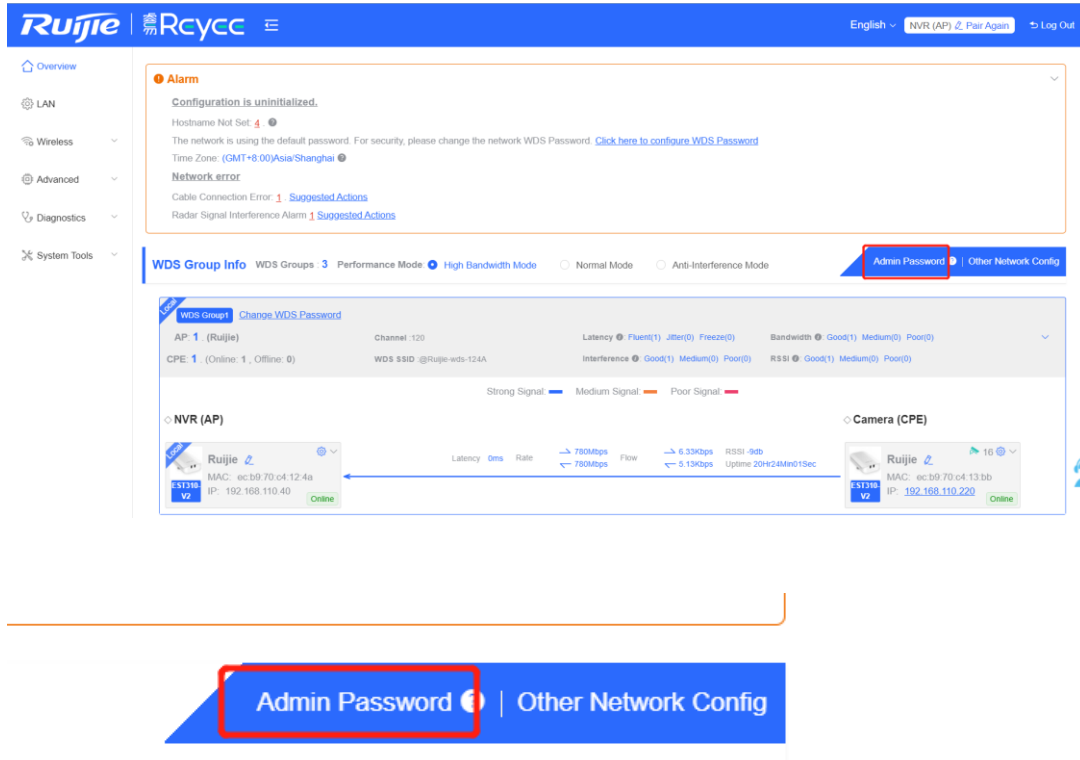 Ruijie Reyee English NVR (AP) Pair Again Log Out
Overview
LAN
Wireless
Advanced
Diagnostics
System Tools
Alarm
Configuration is uninitialized.
Hostname Not Set: 4 .
The network is using the default password. For security, please change the network WDS Password. Click here to configure WDS Password
Time Zone: (GMT+8:00)Asia/Shanghai
Network error
Cable Connection Error: 1 . Suggested Actions
Radar Signal Interference Alarm 1 Suggested Actions
WDS Group Info WDS Groups : 3 Performance Mode: High Bandwidth Mode Normal Mode Anti-Interference Mode Admin Password | Other Network Config
Local WDS Group1 Change WDS Password
AP: 1 . (Ruijie) Channel :120 Latency : Fluent(1) Jitter(0) Freeze(0) Bandwidth : Good(1) Medium(0) Poor(0)
CPE: 1 . (Online: 1 , Offline: 0) WDS SSID :@Ruijie-wds-124A Interference : Good(1) Medium(0) Poor(0) RSSI : Good(1) Medium(0) Poor(0)
Strong Signal: Medium Signal: Poor Signal:
NVR (AP) Camera (CPE)
Local
Ruijie
MAC: ec:b9:70:c4:12:4a
IP: 192.168.110.40
EST310-V2
Online
Latency 0ms Rate 780Mbps 780Mbps Flow 6.33Kbps 5.13Kbps RSSI -9db Uptime 20Hr24Min01Sec
Ruijie 16
MAC: ec:b9:70:c4:13:bb
IP: 192.168.110.220
EST310-V2
Online
Admin Password ? | Other Network Config